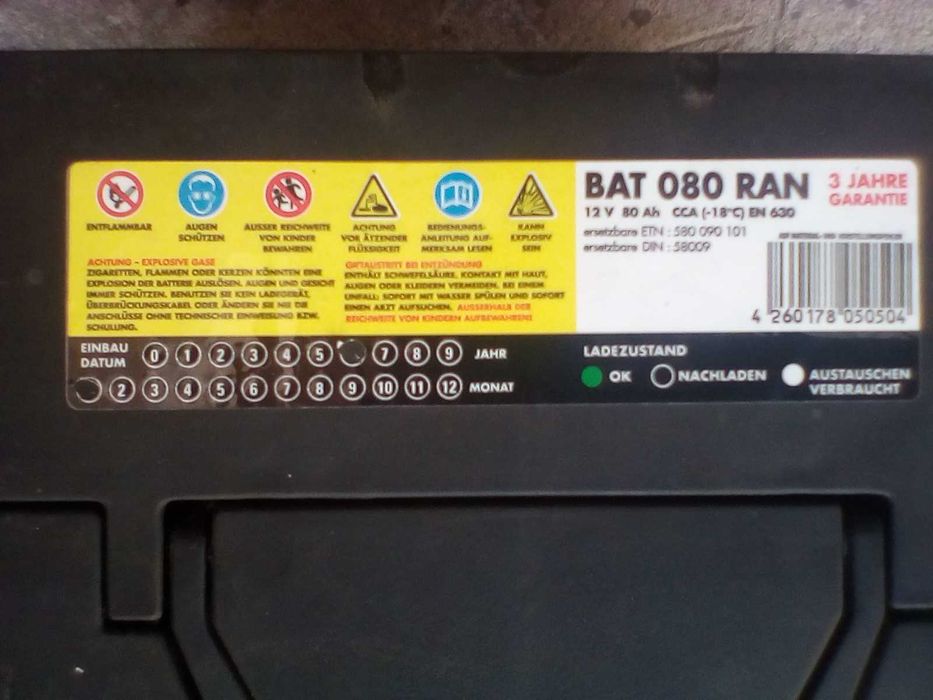 ENTFLAMMBAR
AUGEN
SCHÜTZEN
AUSSER REICHWEITE
VON KINDER
BEWAHREN
ACHTUNG
VOR ÄTZENDER
FLÜSSIGKEIT
BEDIENUNGS-
ANLEITUNG AUF-
MERKSAM LESEN
KANN
EXPLOSIV
SEIN
ACHTUNG - EXPLOSIVE GASE
ZIGARETTEN, FLAMMEN ODER KERZEN KÖNNTEN EINE
EXPLOSION DER BATTERIE AUSLÖSEN. AUGEN UND GESICHT
IMMER SCHÜTZEN. BENUTZEN SIE KEIN LADEGERÄT,
ÜBERBRÜCKUNGSKABEL ODER ÄNDERN SIE NIE DIE
ANSCHLÜSSE OHNE TECHNISCHER EINWEISUNG BZW.
SCHULUNG.
GIFTAUSTRITT BEI ENTZÜNDUNG
ENTHÄLT SCHWEFELSÄURE. KONTAKT MIT HAUT,
AUGEN ODER KLEIDERN VERMEIDEN. BEI EINEM
UNFALL: SOFORT MIT WASSER SPÜLEN UND SOFORT
EINEN ARZT AUFSUCHEN. AUSSERHALB DER
REICHWEITE VON KINDERN AUFBEWAHREN!
BAT 080 RAN
3 JAHRE
GARANTIE
12 V 80 Ah CCA (-18°C) EN 630
ersetzbare ETN : 580 090 101
ersetzbare DIN : 58009
4 260178 050504
EINBAU
DATUM
0 1 2 3 4 5 7 8 9 JAHR
2 3 4 5 6 7 8 9 10 11 12 MONAT
LADEZUSTAND
OK
NACHLADEN
AUSTAUSCHEN
VERBRAUCHT